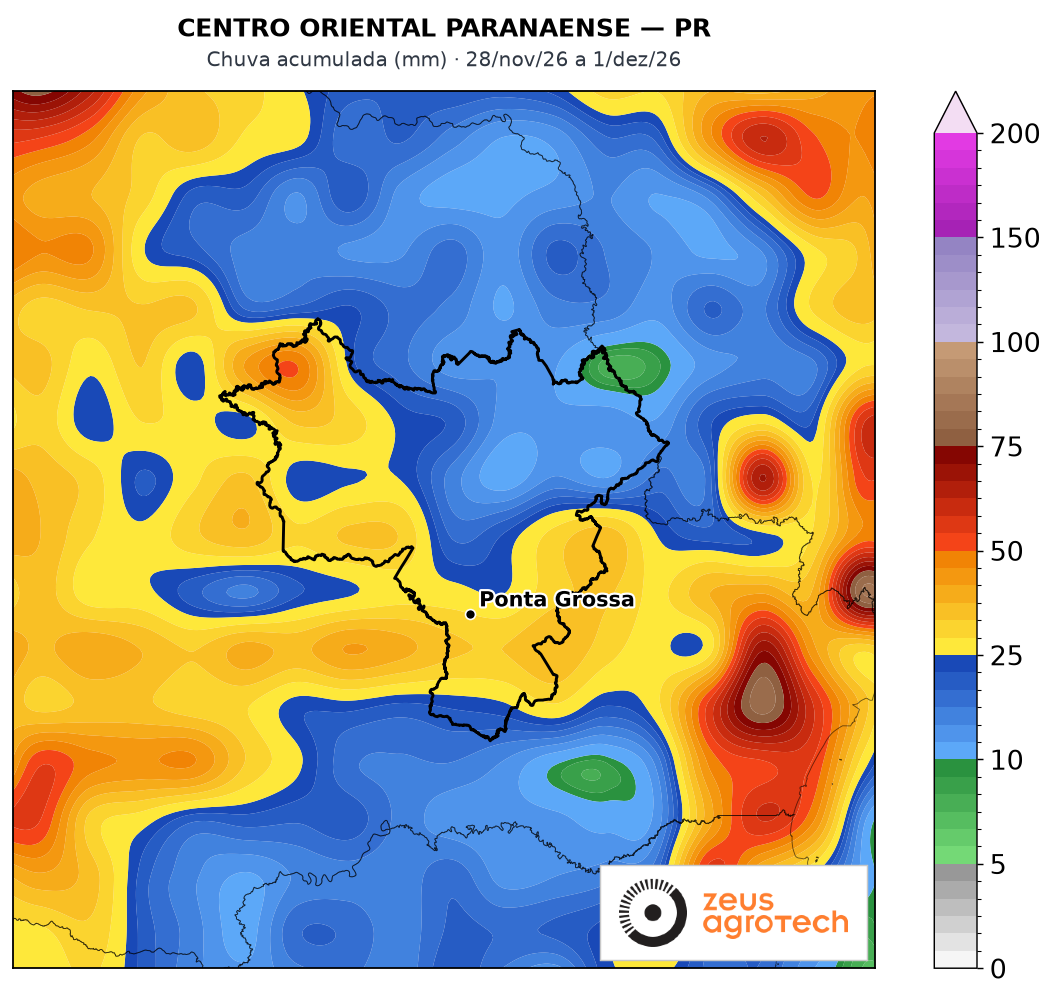 CENTRO ORIENTAL PARANAENSE — PR
Chuva acumulada (mm) · 28/nov/26 a 1/dez/26
200
150
100
75
50
25
10
5
0
Ponta Grossa
zeus
agrotech